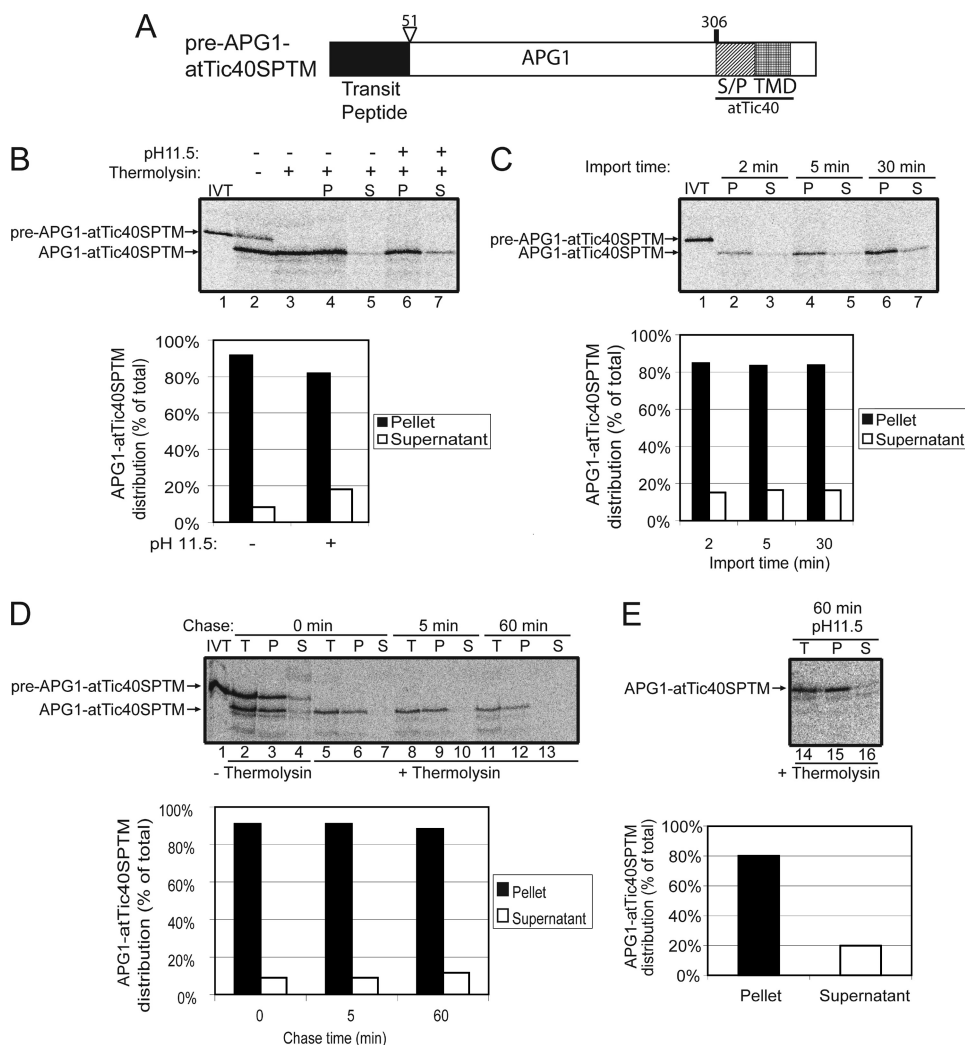 A
pre-APG1-
atTic40SPTM
51
306
APG1
Transit
Peptide
S/P TMD
atTic40
B
pH11.5: - - - - + +
Thermolysin: - + + + + +
IVT P S P S
pre-APG1-atTic40SPTM
APG1-atTic40SPTM
1 2 3 4 5 6 7
APG1-atTic40SPTM
distribution (% of total)
100%
80%
60%
40%
20%
0%
Pellet
Supernatant
pH 11.5: - +
C
Import time: 2 min 5 min 30 min
IVT P S P S P S
pre-APG1-atTic40SPTM
APG1-atTic40SPTM
1 2 3 4 5 6 7
APG1-atTic40SPTM
distribution (% of total)
100%
80%
60%
40%
20%
0%
Pellet
Supernatant
2 5 30
Import time (min)
D
Chase: 0 min 5 min 60 min
IVT T P S T P S T P S T P S
pre-APG1-atTic40SPTM
APG1-atTic40SPTM
1 2 3 4 5 6 7 8 9 10 11 12 13
- Thermolysin + Thermolysin
APG1-atTic40SPTM
distribution (% of total)
100%
80%
60%
40%
20%
0%
Pellet
Supernatant
0 5 60
Chase time (min)
E
60 min
pH11.5
T P S
APG1-atTic40SPTM
14 15 16
+ Thermolysin
APG1-atTic40SPTM
distribution (% of total)
100%
80%
60%
40%
20%
0%
Pellet Supernatant